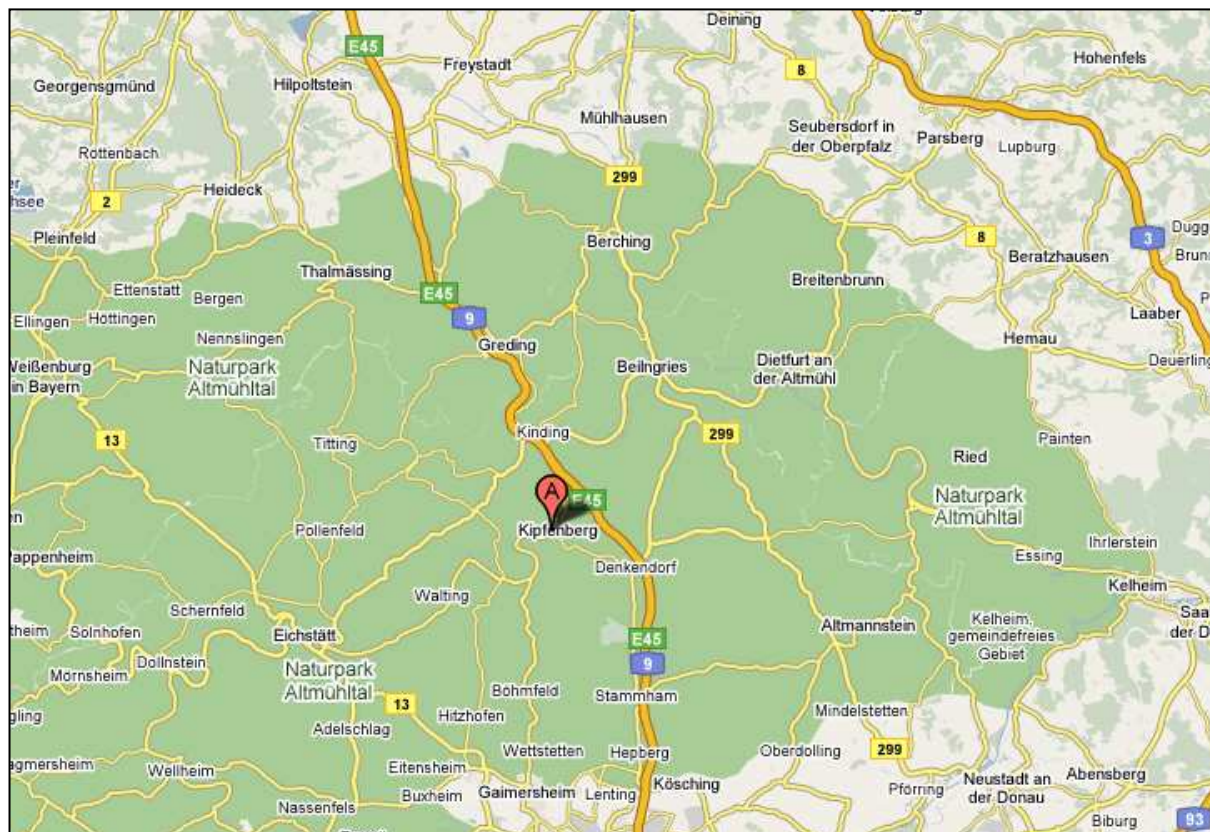 Deining
E45
Freystadt
8
Hohenfels
Georgensgmünd
Hilpoltstein
Mühlhausen
Seubersdorf in
der Oberpfalz
Parsberg
Lupburg
Rottenbach
299
Heideck
2
Pleinfeld
Berching
8
3
Thalmässing
Beratzhausen
Ettenstatt
Bergen
E45
Breitenbrunn
Ellingen
Höttingen
9
Laaber
Nennslingen
Greding
Hemau
Weißenburg
in Bayern
Naturpark
Altmühltal
Beilngries
Dietfurt an
der Altmühl
Deuerling
13
Titting
Kinding
299
Painten
Ried
A
E45
Naturpark
Altmühltal
Pollenfeld
Kipfenberg
Ihrlerstein
Pappenheim
Denkendorf
Essing
Kelheim
Walting
Schernfeld
Solnhofen
Eichstätt
E45
Altmannstein
Kelheim,
gemeindefreies
Gebiet
Dollnstein
Mörnsheim
Naturpark
Altmühltal
9
Böhmfeld
Stammham
13
Hitzhofen
Mindelstetten
Adelschlag
Wettstetten
Hepberg
Oberdolling
299
Wellheim
Eitensheim
Kösching
Neustadt an
der Donau
Abensberg
Buxheim
Gaimersheim
Lenting
Pförring
Nassenfels
Biburg
93